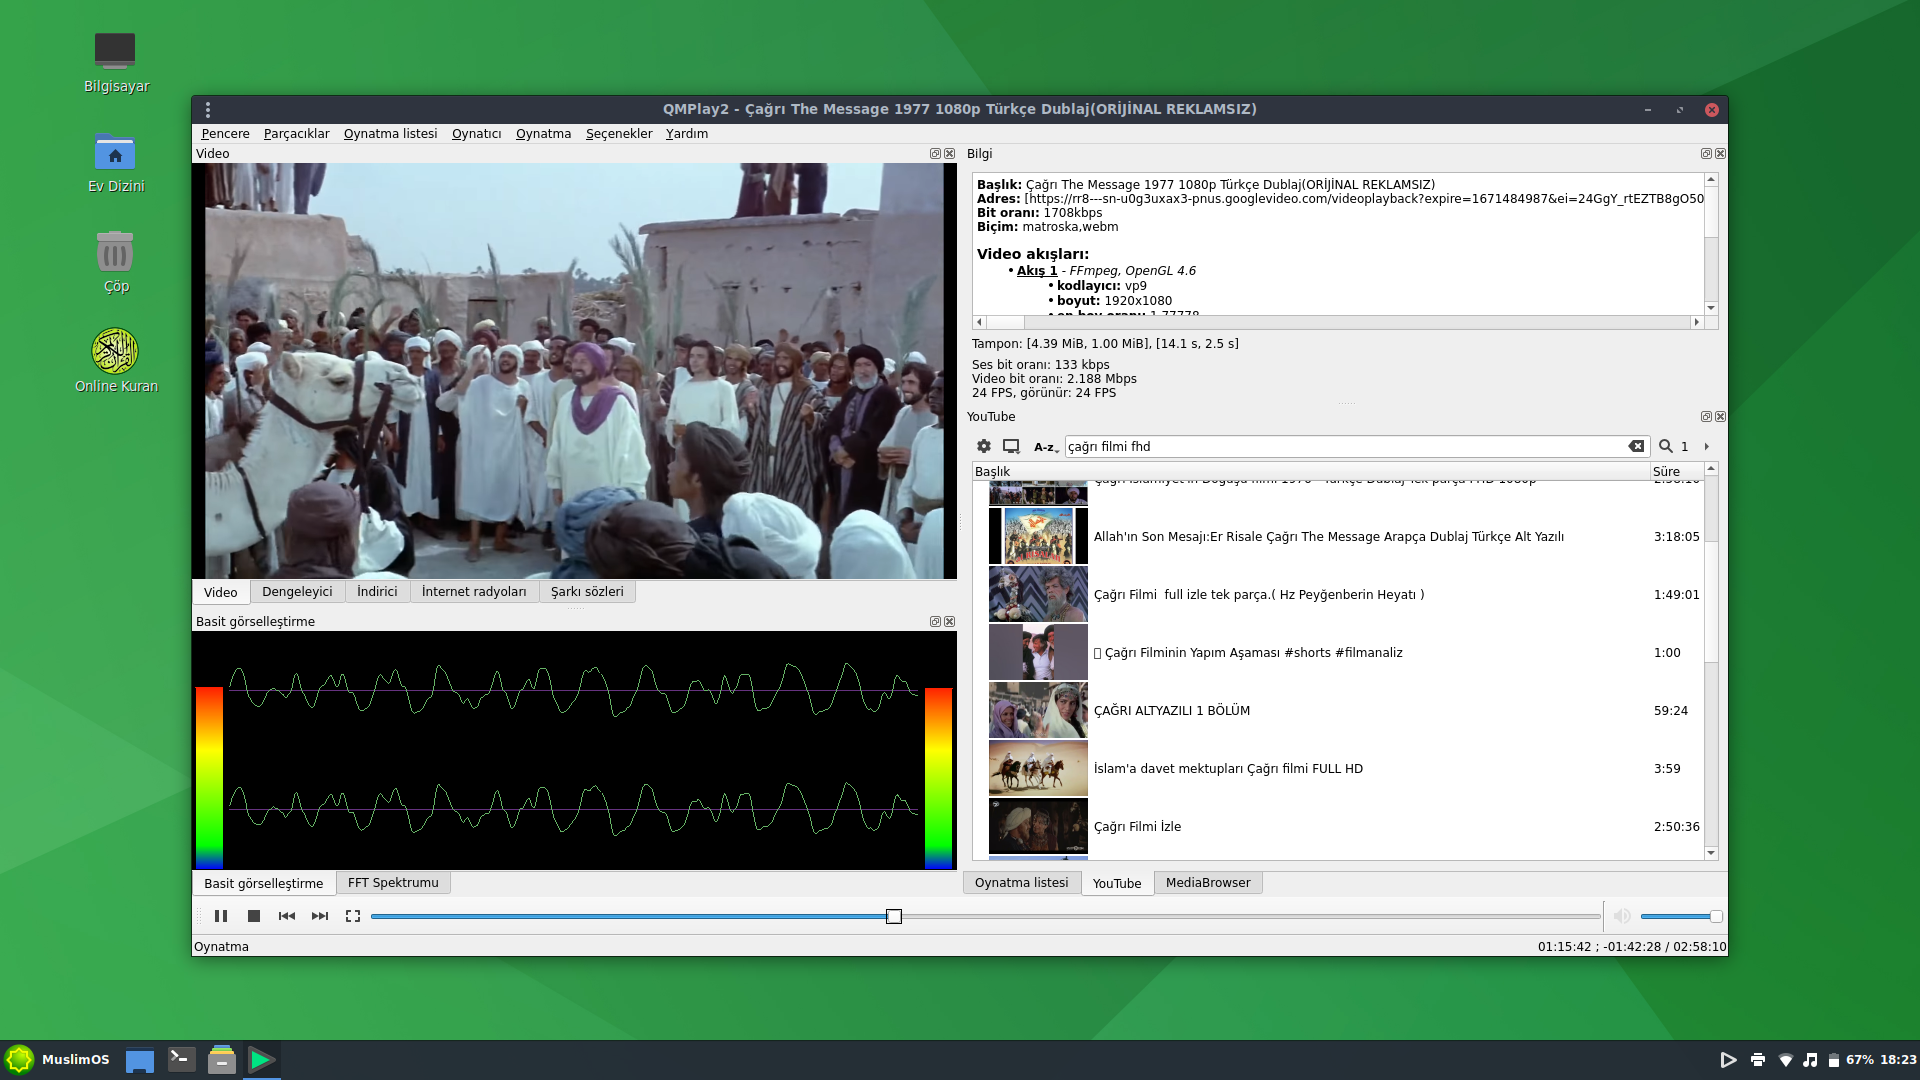 Bilgisayar
Ev Dizini
Çöp
Online Kuran
QMPlay2 - Çağrı The Message 1977 1080p Türkçe Dublaj(ORİJİNAL REKLAMSIZ)
Pencere Parçacıklar Oynatma listesi Oynatıcı Oynatma Seçenekler Yardım
Video
Video Dengeleyici İndirici İnternet radyoları Şarkı sözleri
Basit görselleştirme
Basit görselleştirme FFT Spektrumu
Bilgi
Başlık: Çağrı The Message 1977 1080p Türkçe Dublaj(ORİJİNAL REKLAMSIZ)
Adres: [https://rr8---sn-u0g3uxax3-pnus.googlevideo.com/videoplayback?expire=1671484987&ei=24GgY_rtEZTB8gO50
Bit oranı: 1708kbps
Biçim: matroska,webm
Video akışları:
• Akış 1 - FFmpeg, OpenGL 4.6
• kodlayıcı: vp9
• boyut: 1920x1080
• en boy oranı: 1.77778
Tampon: [4.39 MiB, 1.00 MiB], [14.1 s, 2.5 s]
Ses bit oranı: 133 kbps
Video bit oranı: 2.188 Mbps
24 FPS, görünür: 24 FPS
YouTube
A-z çağrı filmi fhd 1
Başlık Süre
Allah'ın Son Mesajı:Er Risale Çağrı The Message Arapça Dublaj Türkçe Alt Yazılı 3:18:05
Çağrı Filmi  full izle tek parça.( Hz Peyğenberin Heyatı ) 1:49:01
Çağrı Filminin Yapım Aşaması #shorts #filmanaliz 1:00
ÇAĞRI ALTYAZILI 1 BÖLÜM 59:24
İslam'a davet mektupları Çağrı filmi FULL HD 3:59
Çağrı Filmi İzle 2:50:36
Oynatma listesi YouTube MediaBrowser
Oynatma 01:15:42 ; -01:42:28 / 02:58:10
MuslimOS 67% 18:23